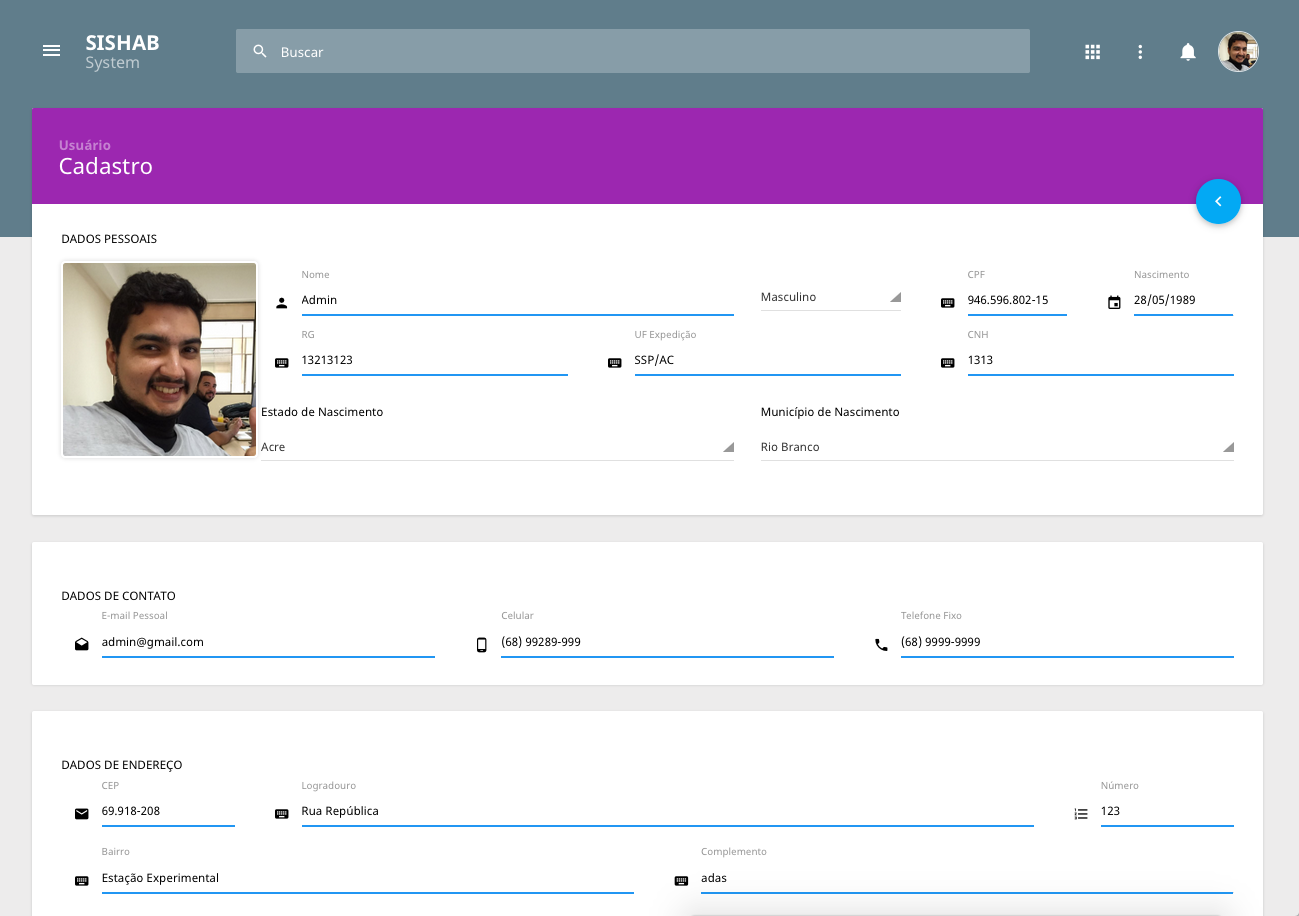 SISHAB
System
Buscar
Usuário
Cadastro
DADOS PESSOAIS
Nome
Admin
Masculino
CPF
946.596.802-15
Nascimento
28/05/1989
RG
13213123
UF Expedição
SSP/AC
CNH
1313
Estado de Nascimento
Município de Nascimento
Acre
Rio Branco
DADOS DE CONTATO
E-mail Pessoal
admin@gmail.com
Celular
(68) 99289-999
Telefone Fixo
(68) 9999-9999
DADOS DE ENDEREÇO
CEP
69.918-208
Logradouro
Rua República
Número
123
Bairro
Estação Experimental
Complemento
adas